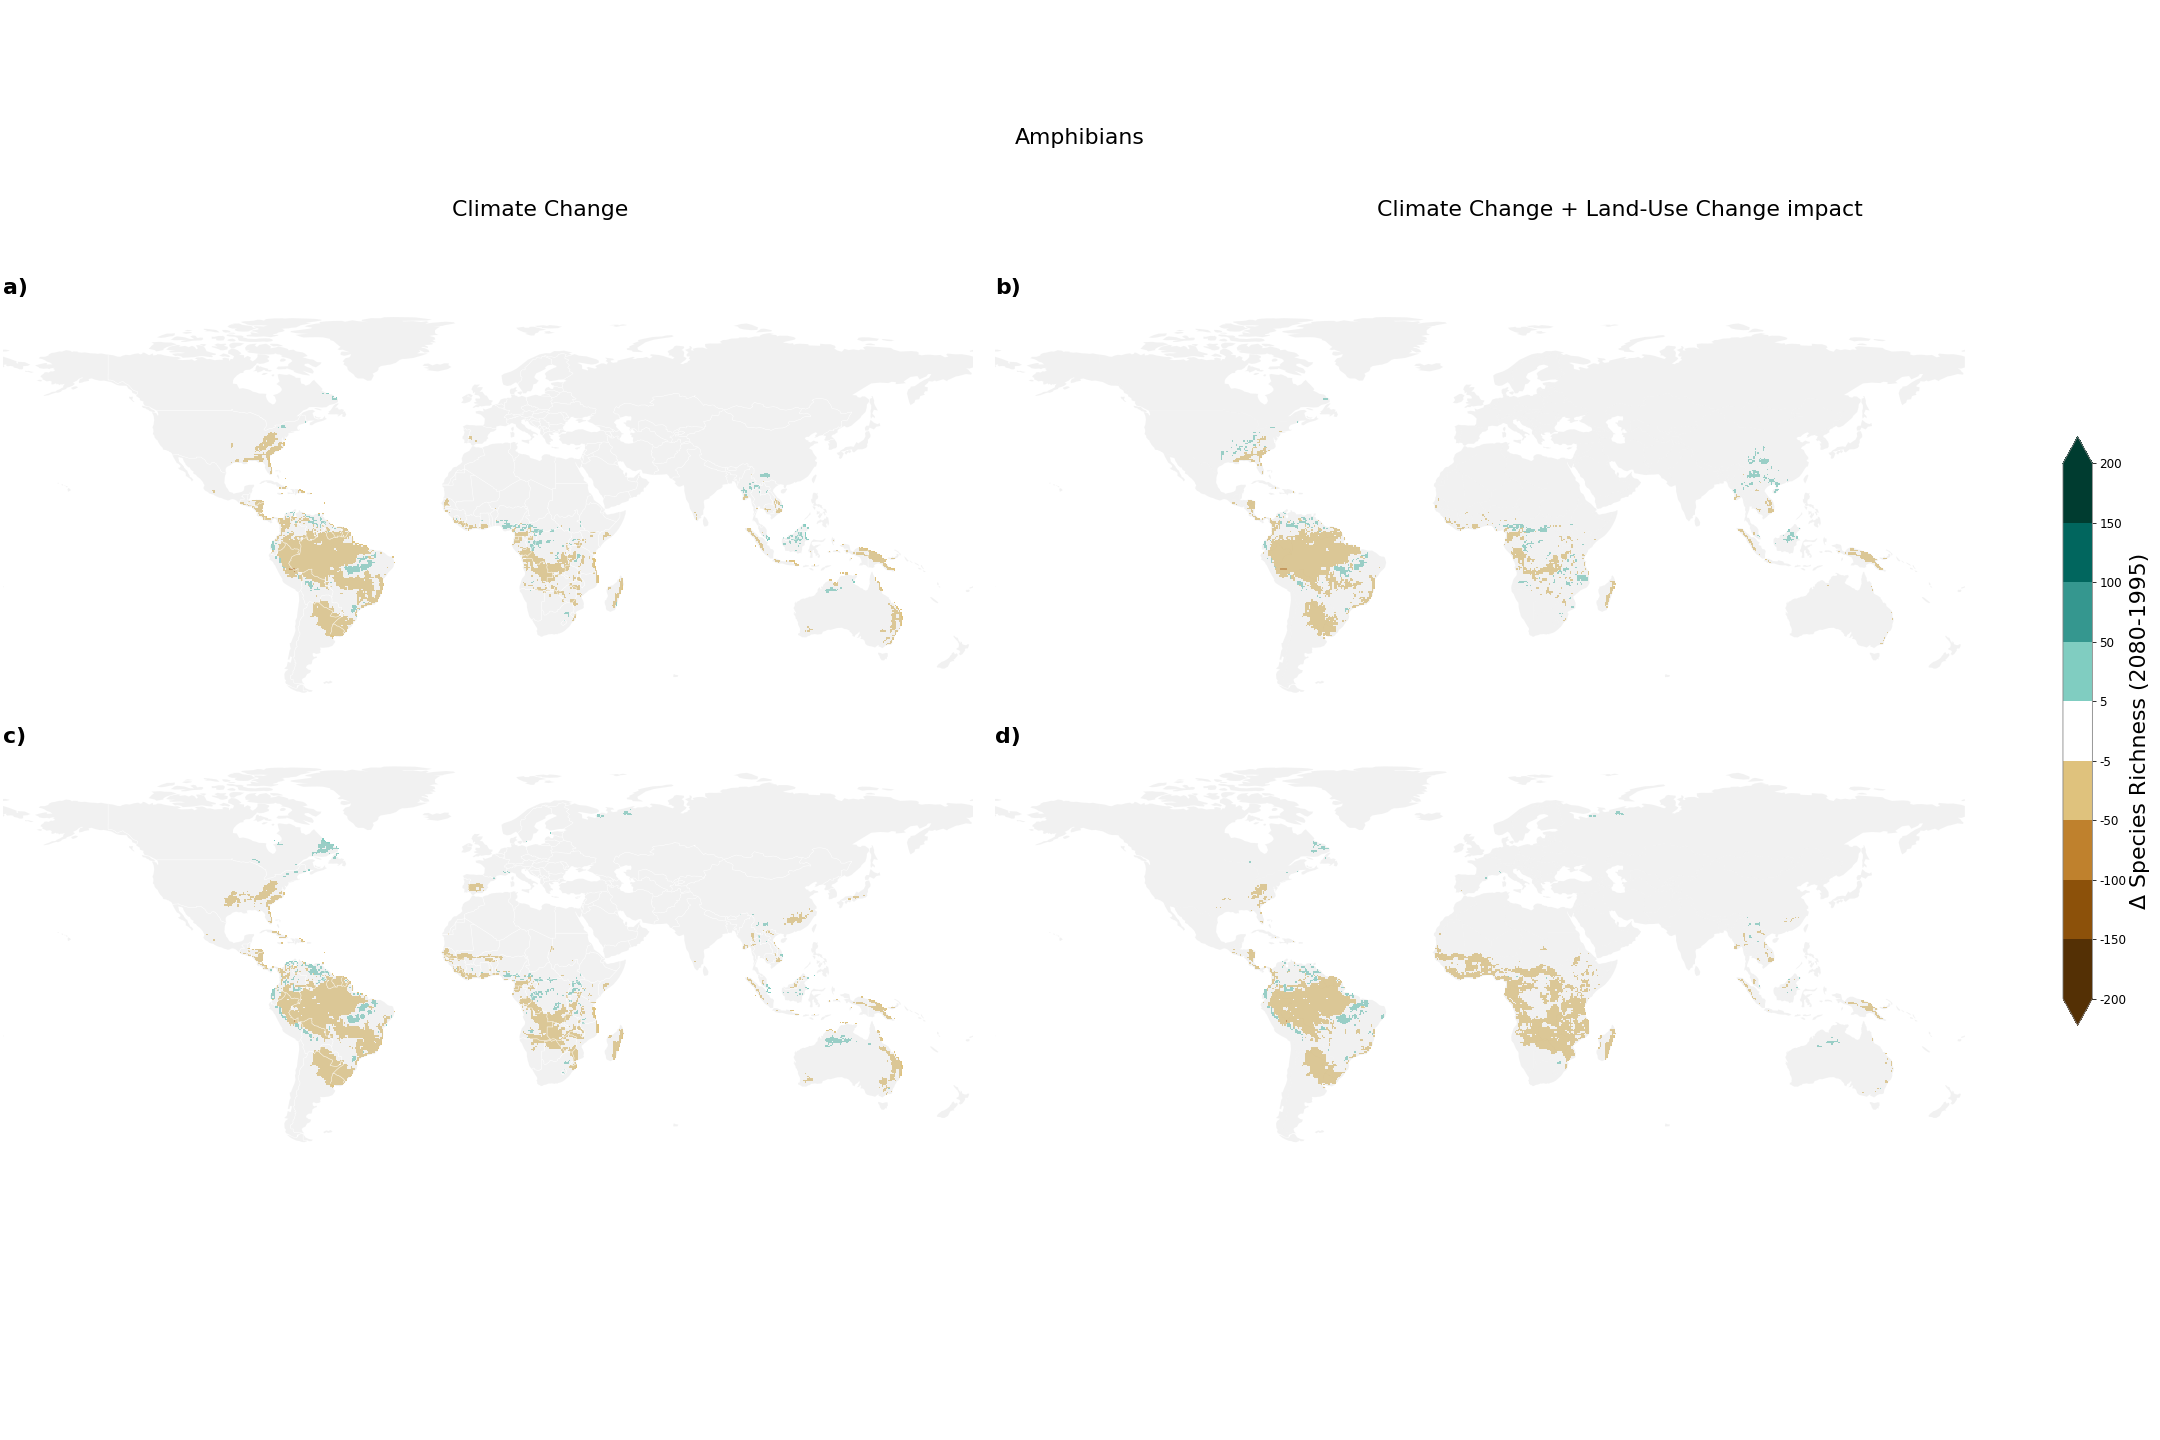 Amphibians
Climate Change
Climate Change + Land-Use Change impact
a)
b)
c)
d)
200
150
100
50
5
-5
-50
-100
-150
-200
Δ Species Richness (2080-1995)